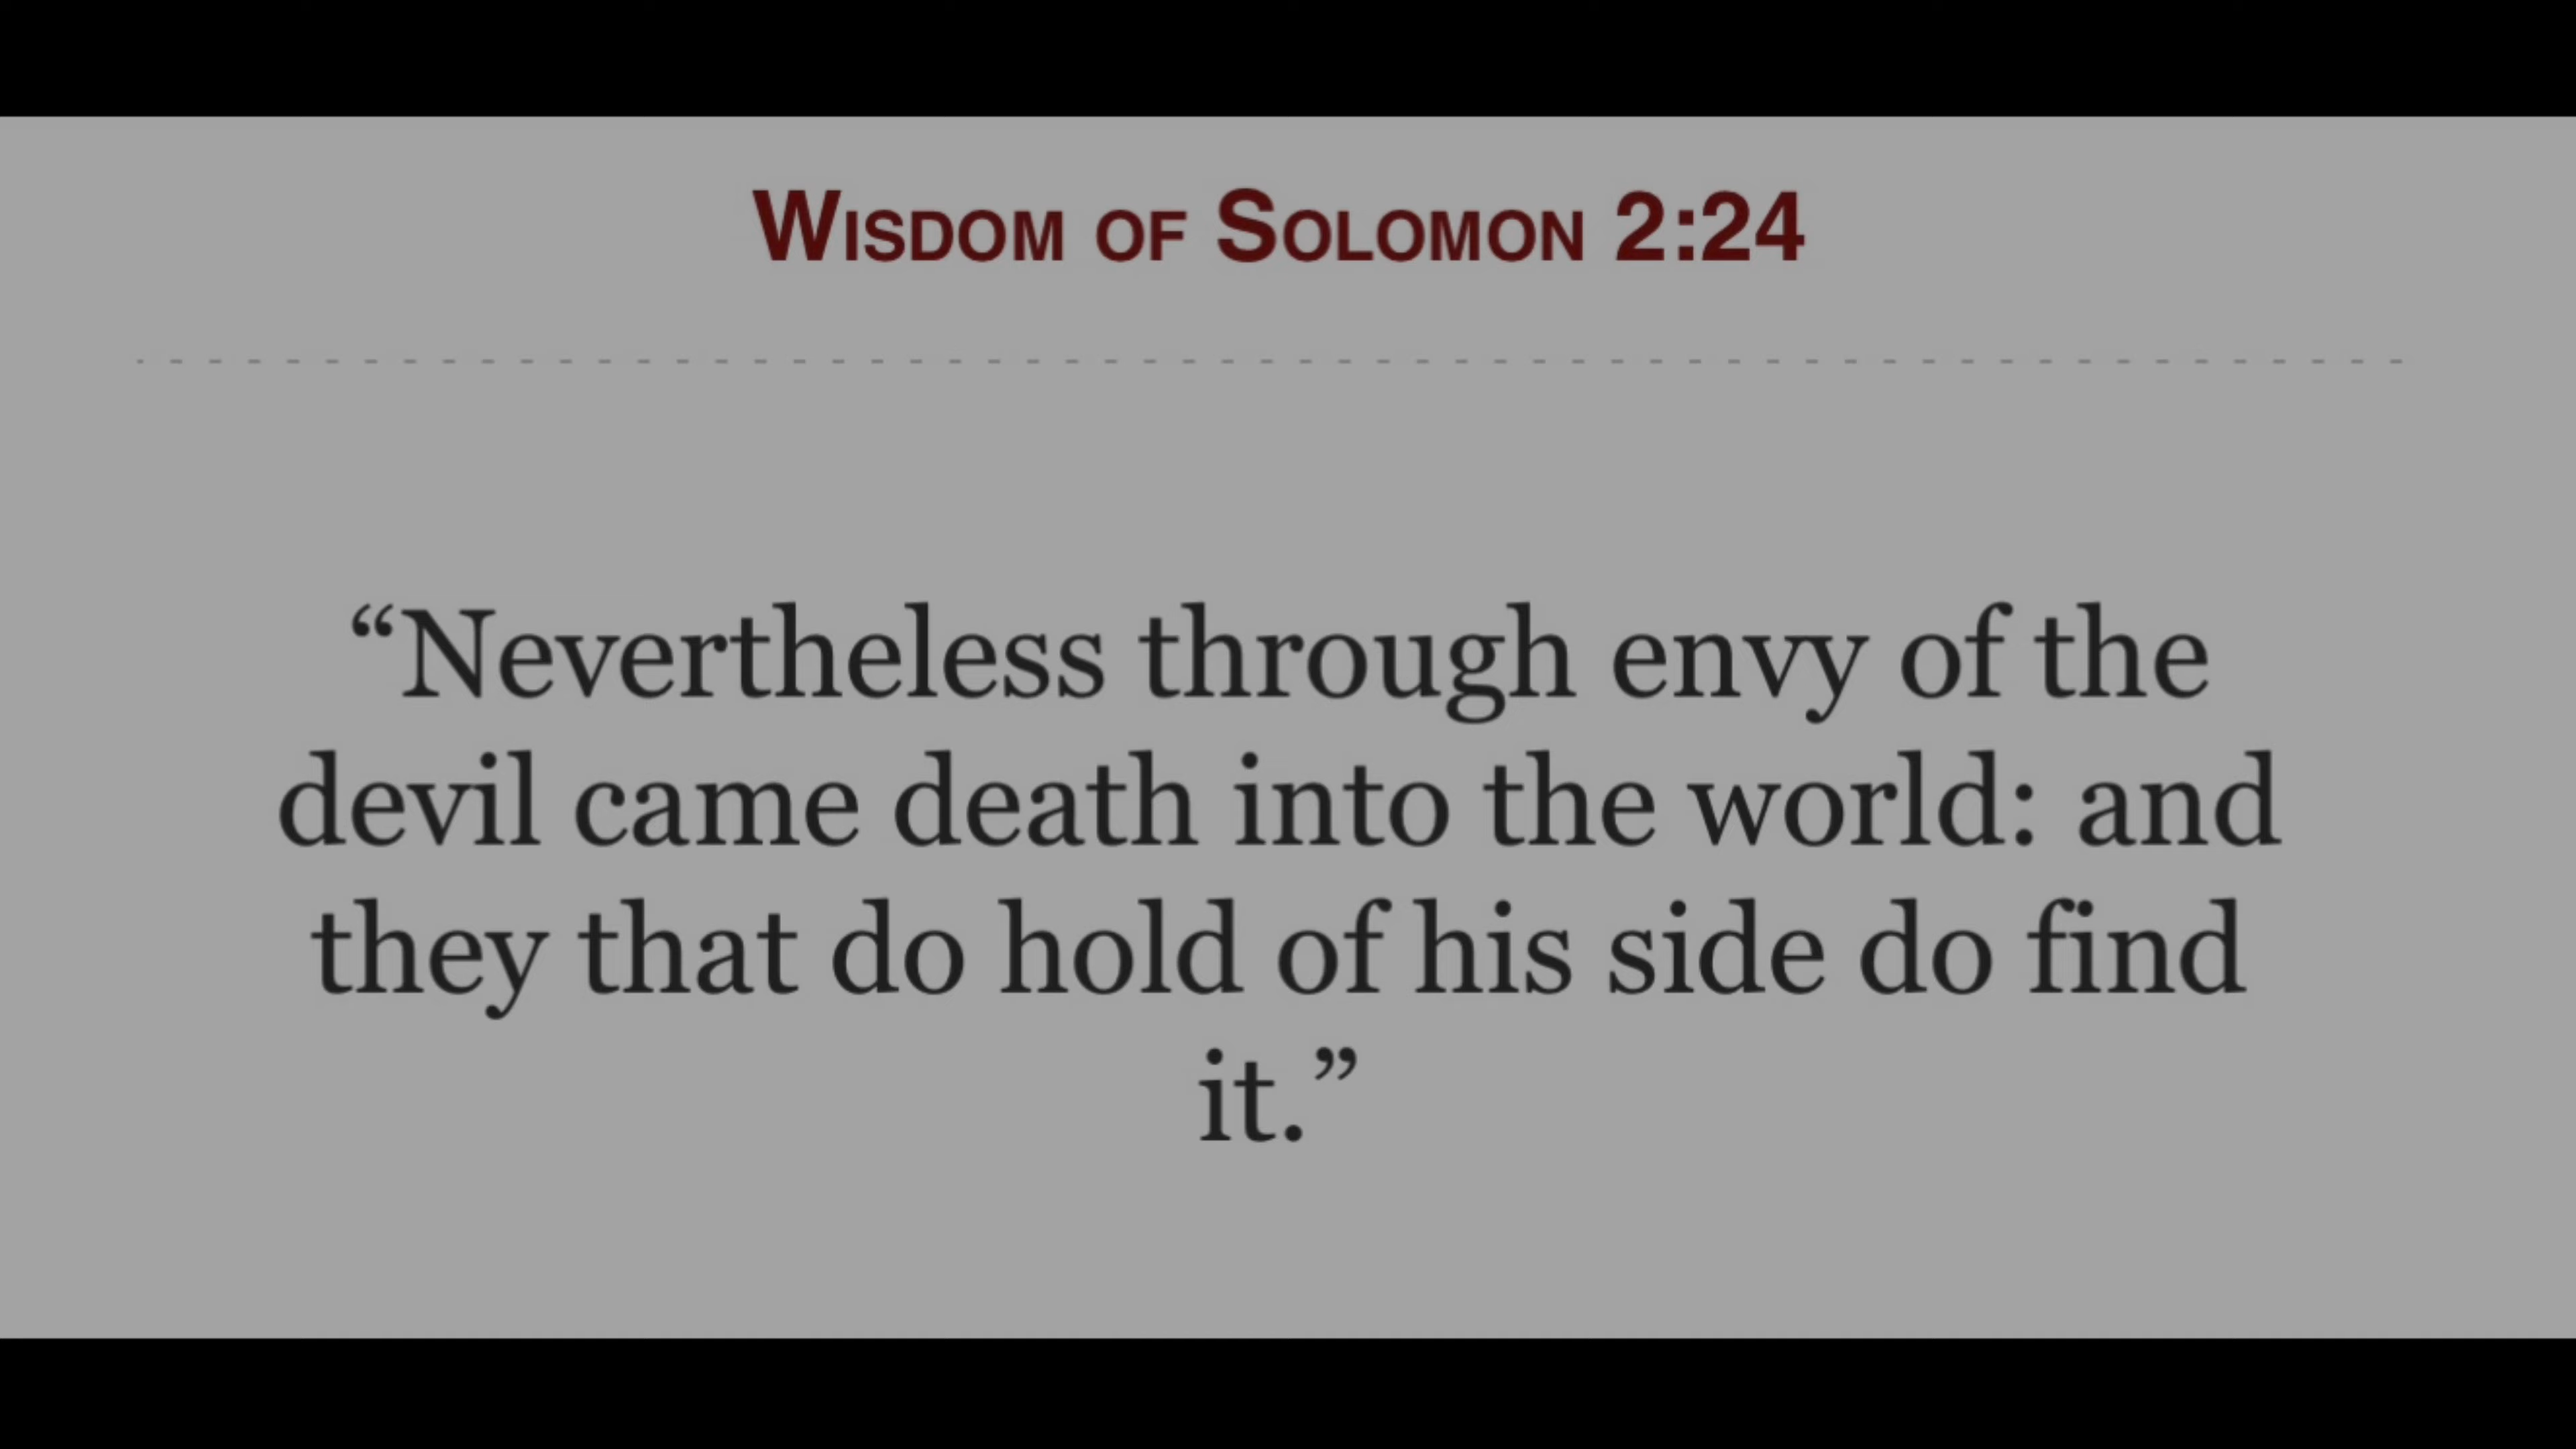 Wisdom of Solomon 2:24
“Nevertheless through envy of the
devil came death into the world: and
they that do hold of his side do find
it.”